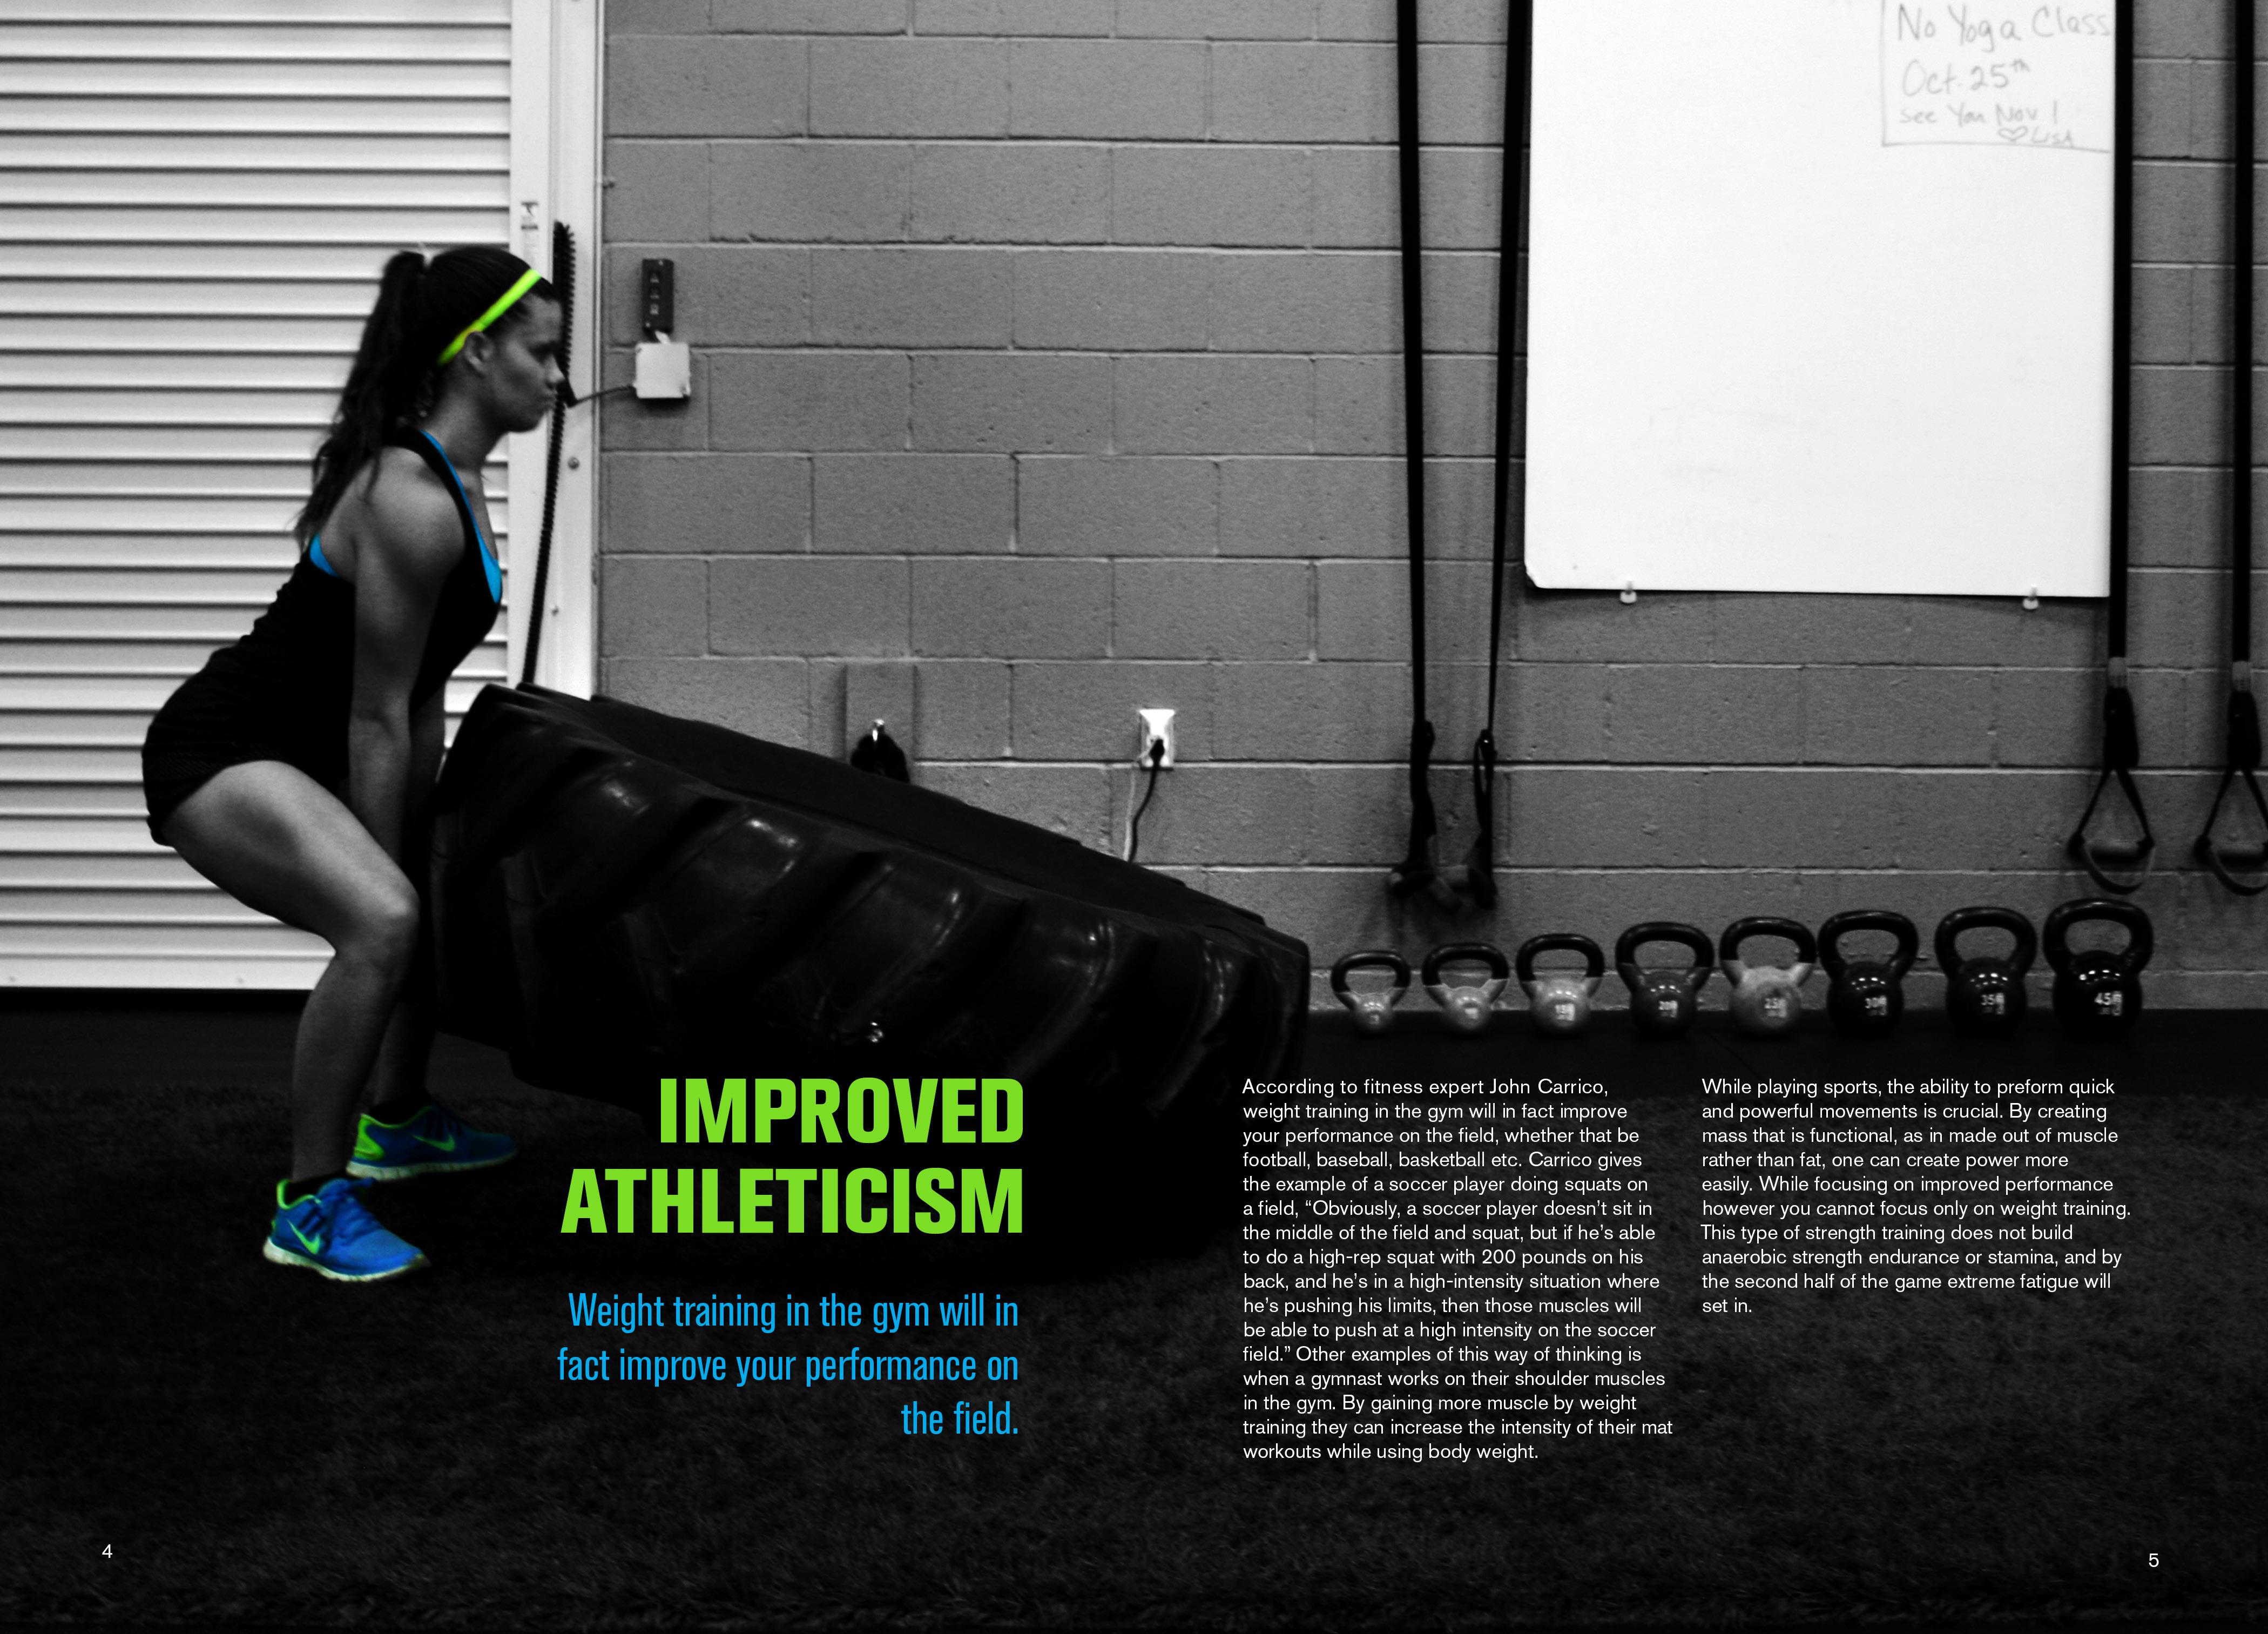 No Yoga Class
Oct. 25th
see You Nov 1
♡ Lisa
20
25
30
35
45
IMPROVED
ATHLETICISM
Weight training in the gym will in
fact improve your performance on
the field.
According to fitness expert John Carrico,
weight training in the gym will in fact improve
your performance on the field, whether that be
football, baseball, basketball etc. Carrico gives
the example of a soccer player doing squats on
a field, “Obviously, a soccer player doesn’t sit in
the middle of the field and squat, but if he’s able
to do a high-rep squat with 200 pounds on his
back, and he’s in a high-intensity situation where
he’s pushing his limits, then those muscles will
be able to push at a high intensity on the soccer
field.” Other examples of this way of thinking is
when a gymnast works on their shoulder muscles
in the gym. By gaining more muscle by weight
training they can increase the intensity of their mat
workouts while using body weight.
While playing sports, the ability to preform quick
and powerful movements is crucial. By creating
mass that is functional, as in made out of muscle
rather than fat, one can create power more
easily. While focusing on improved performance
however you cannot focus only on weight training.
This type of strength training does not build
anaerobic strength endurance or stamina, and by
the second half of the game extreme fatigue will
set in.
4
5